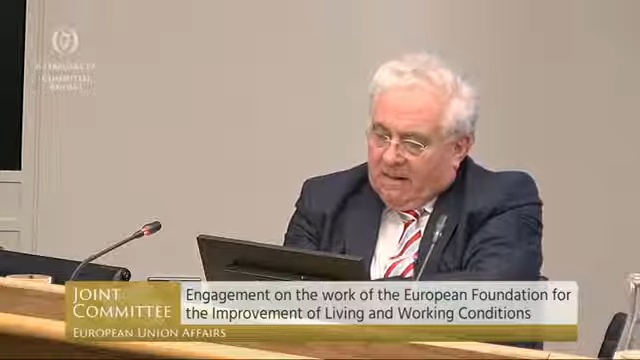 JOINT
COMMITTEE
EUROPEAN UNION AFFAIRS
Engagement on the work of the European Foundation for
the Improvement of Living and Working Conditions